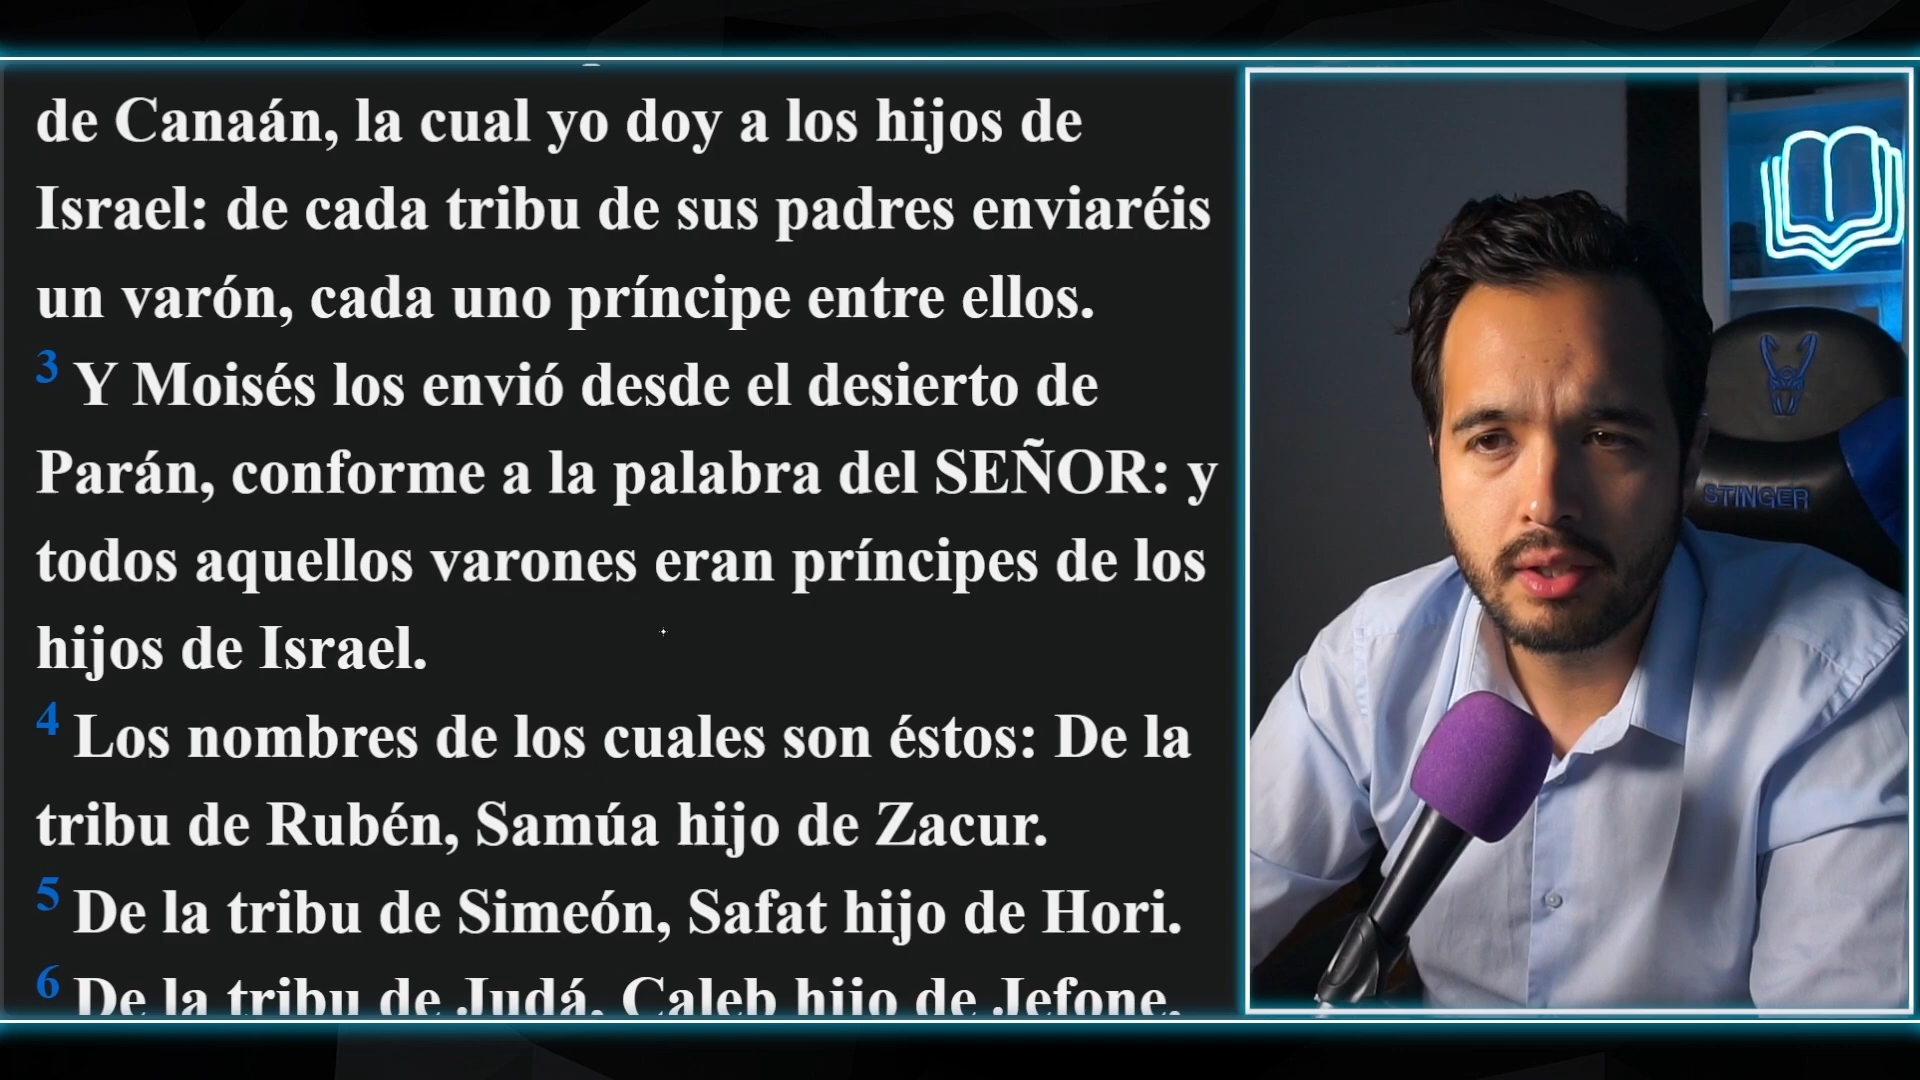 de Canaán, la cual yo doy a los hijos de
Israel: de cada tribu de sus padres enviaréis
un varón, cada uno príncipe entre ellos.
3 Y Moisés los envió desde el desierto de
Parán, conforme a la palabra del SEÑOR: y
todos aquellos varones eran príncipes de los
hijos de Israel.
4 Los nombres de los cuales son éstos: De la
tribu de Rubén, Samúa hijo de Zacur.
5 De la tribu de Simeón, Safat hijo de Hori.
6 De la tribu de Judá, Caleb hijo de Jefone.
STINGER